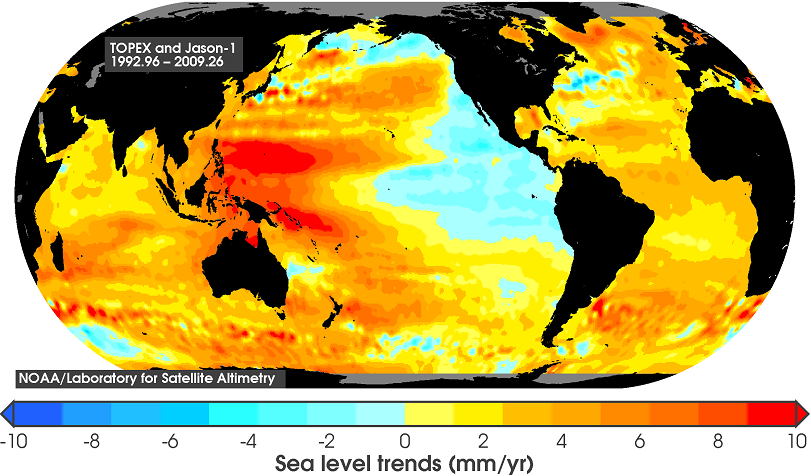 TOPEX and Jason-1
1992.96 – 2009.26
NOAA/Laboratory for Satellite Altimetry
-10 -8 -6 -4 -2 0 2 4 6 8 10
Sea level trends (mm/yr)